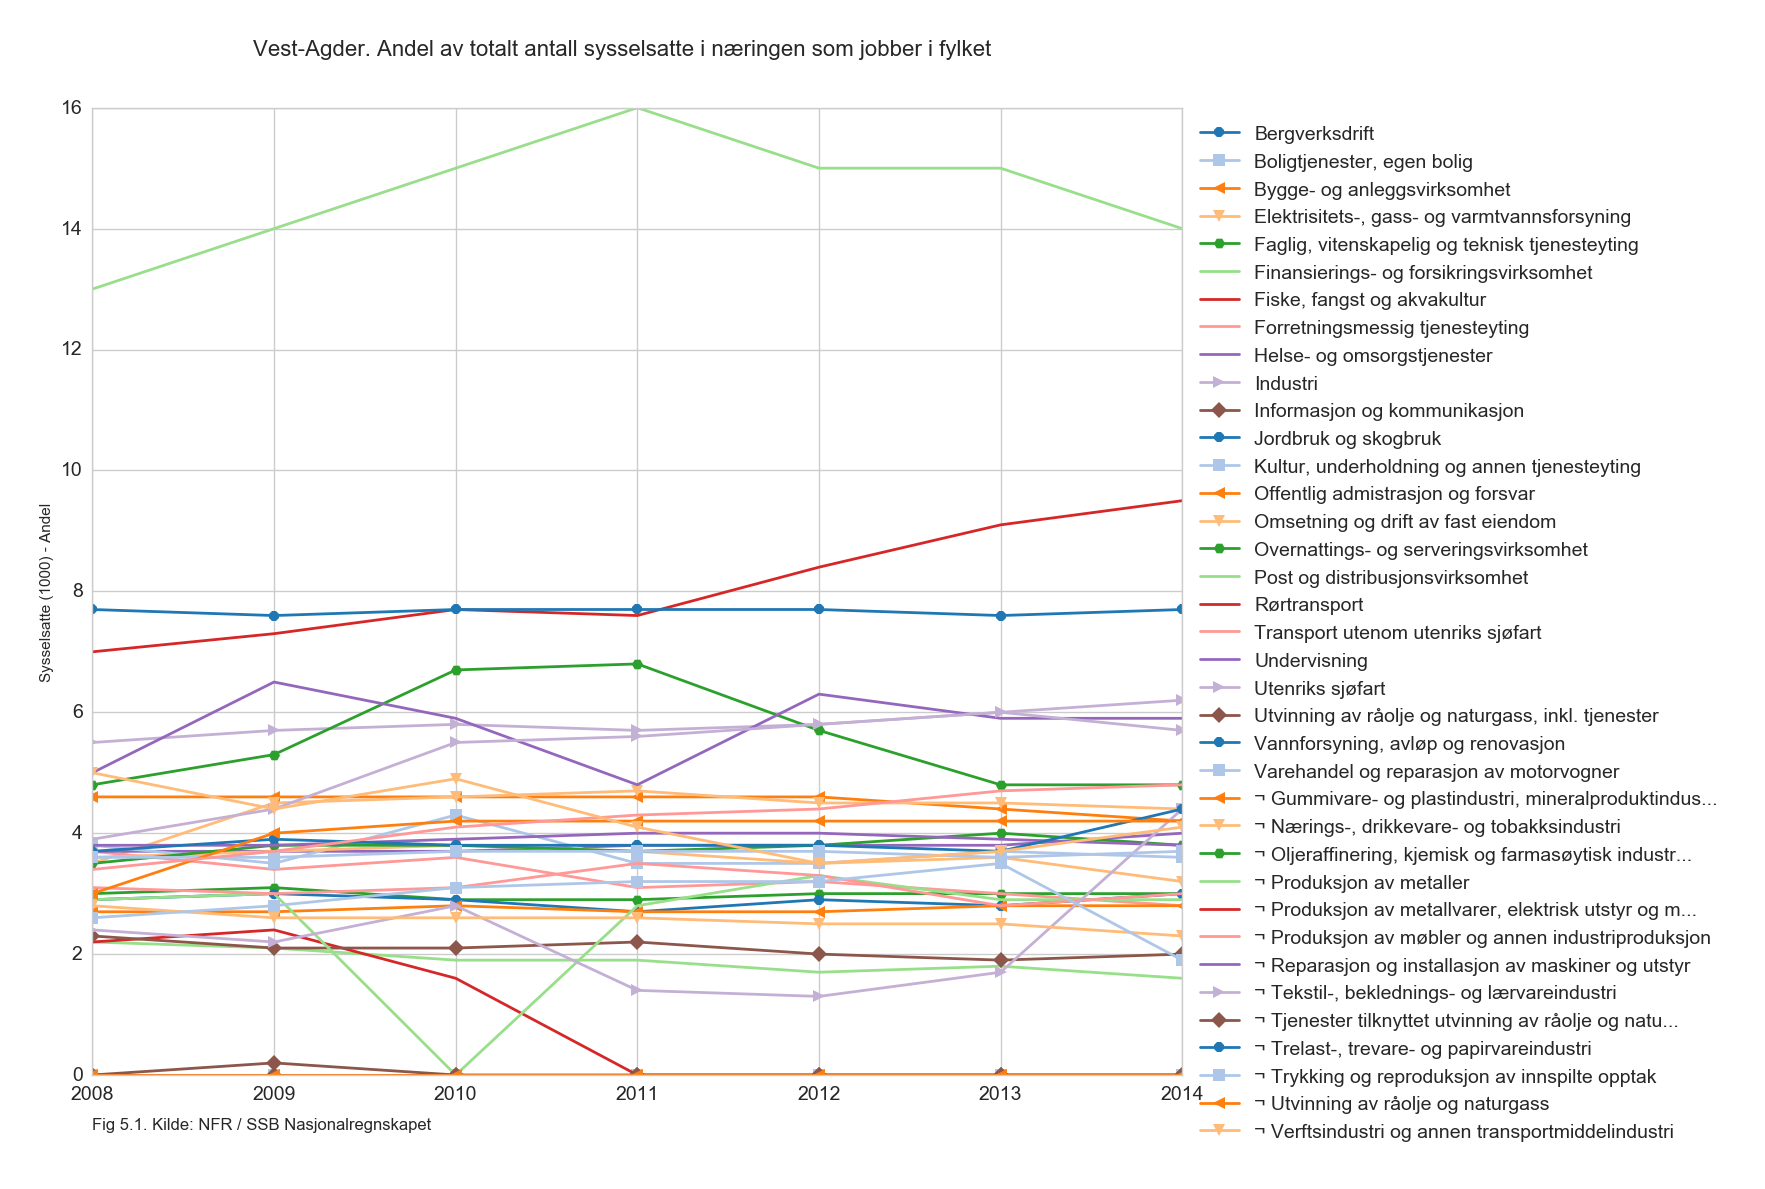 Vest-Agder. Andel av totalt antall sysselsatte i næringen som jobber i fylket
16
14
12
10
8
6
4
2
0
Sysselsatte (1000) - Andel
2008 2009 2010 2011 2012 2013 2014
Fig 5.1. Kilde: NFR / SSB Nasjonalregnskapet
Bergverksdrift
Boligtjenester, egen bolig
Bygge- og anleggsvirksomhet
Elektrisitets-, gass- og varmtvannsforsyning
Faglig, vitenskapelig og teknisk tjenesteyting
Finansierings- og forsikringsvirksomhet
Fiske, fangst og akvakultur
Forretningsmessig tjenesteyting
Helse- og omsorgstjenester
Industri
Informasjon og kommunikasjon
Jordbruk og skogbruk
Kultur, underholdning og annen tjenesteyting
Offentlig admistrasjon og forsvar
Omsetning og drift av fast eiendom
Overnattings- og serveringsvirksomhet
Post og distribusjonsvirksomhet
Rørtransport
Transport utenom utenriks sjøfart
Undervisning
Utenriks sjøfart
Utvinning av råolje og naturgass, inkl. tjenester
Vannforsyning, avløp og renovasjon
Varehandel og reparasjon av motorvogner
¬ Gummivare- og plastindustri, mineralproduktindus...
¬ Nærings-, drikkevare- og tobakksindustri
¬ Oljeraffinering, kjemisk og farmasøytisk industr...
¬ Produksjon av metaller
¬ Produksjon av metallvarer, elektrisk utstyr og m...
¬ Produksjon av møbler og annen industriproduksjon
¬ Reparasjon og installasjon av maskiner og utstyr
¬ Tekstil-, beklednings- og lærvareindustri
¬ Tjenester tilknyttet utvinning av råolje og natu...
¬ Trelast-, trevare- og papirvareindustri
¬ Trykking og reproduksjon av innspilte opptak
¬ Utvinning av råolje og naturgass
¬ Verftsindustri og annen transportmiddelindustri